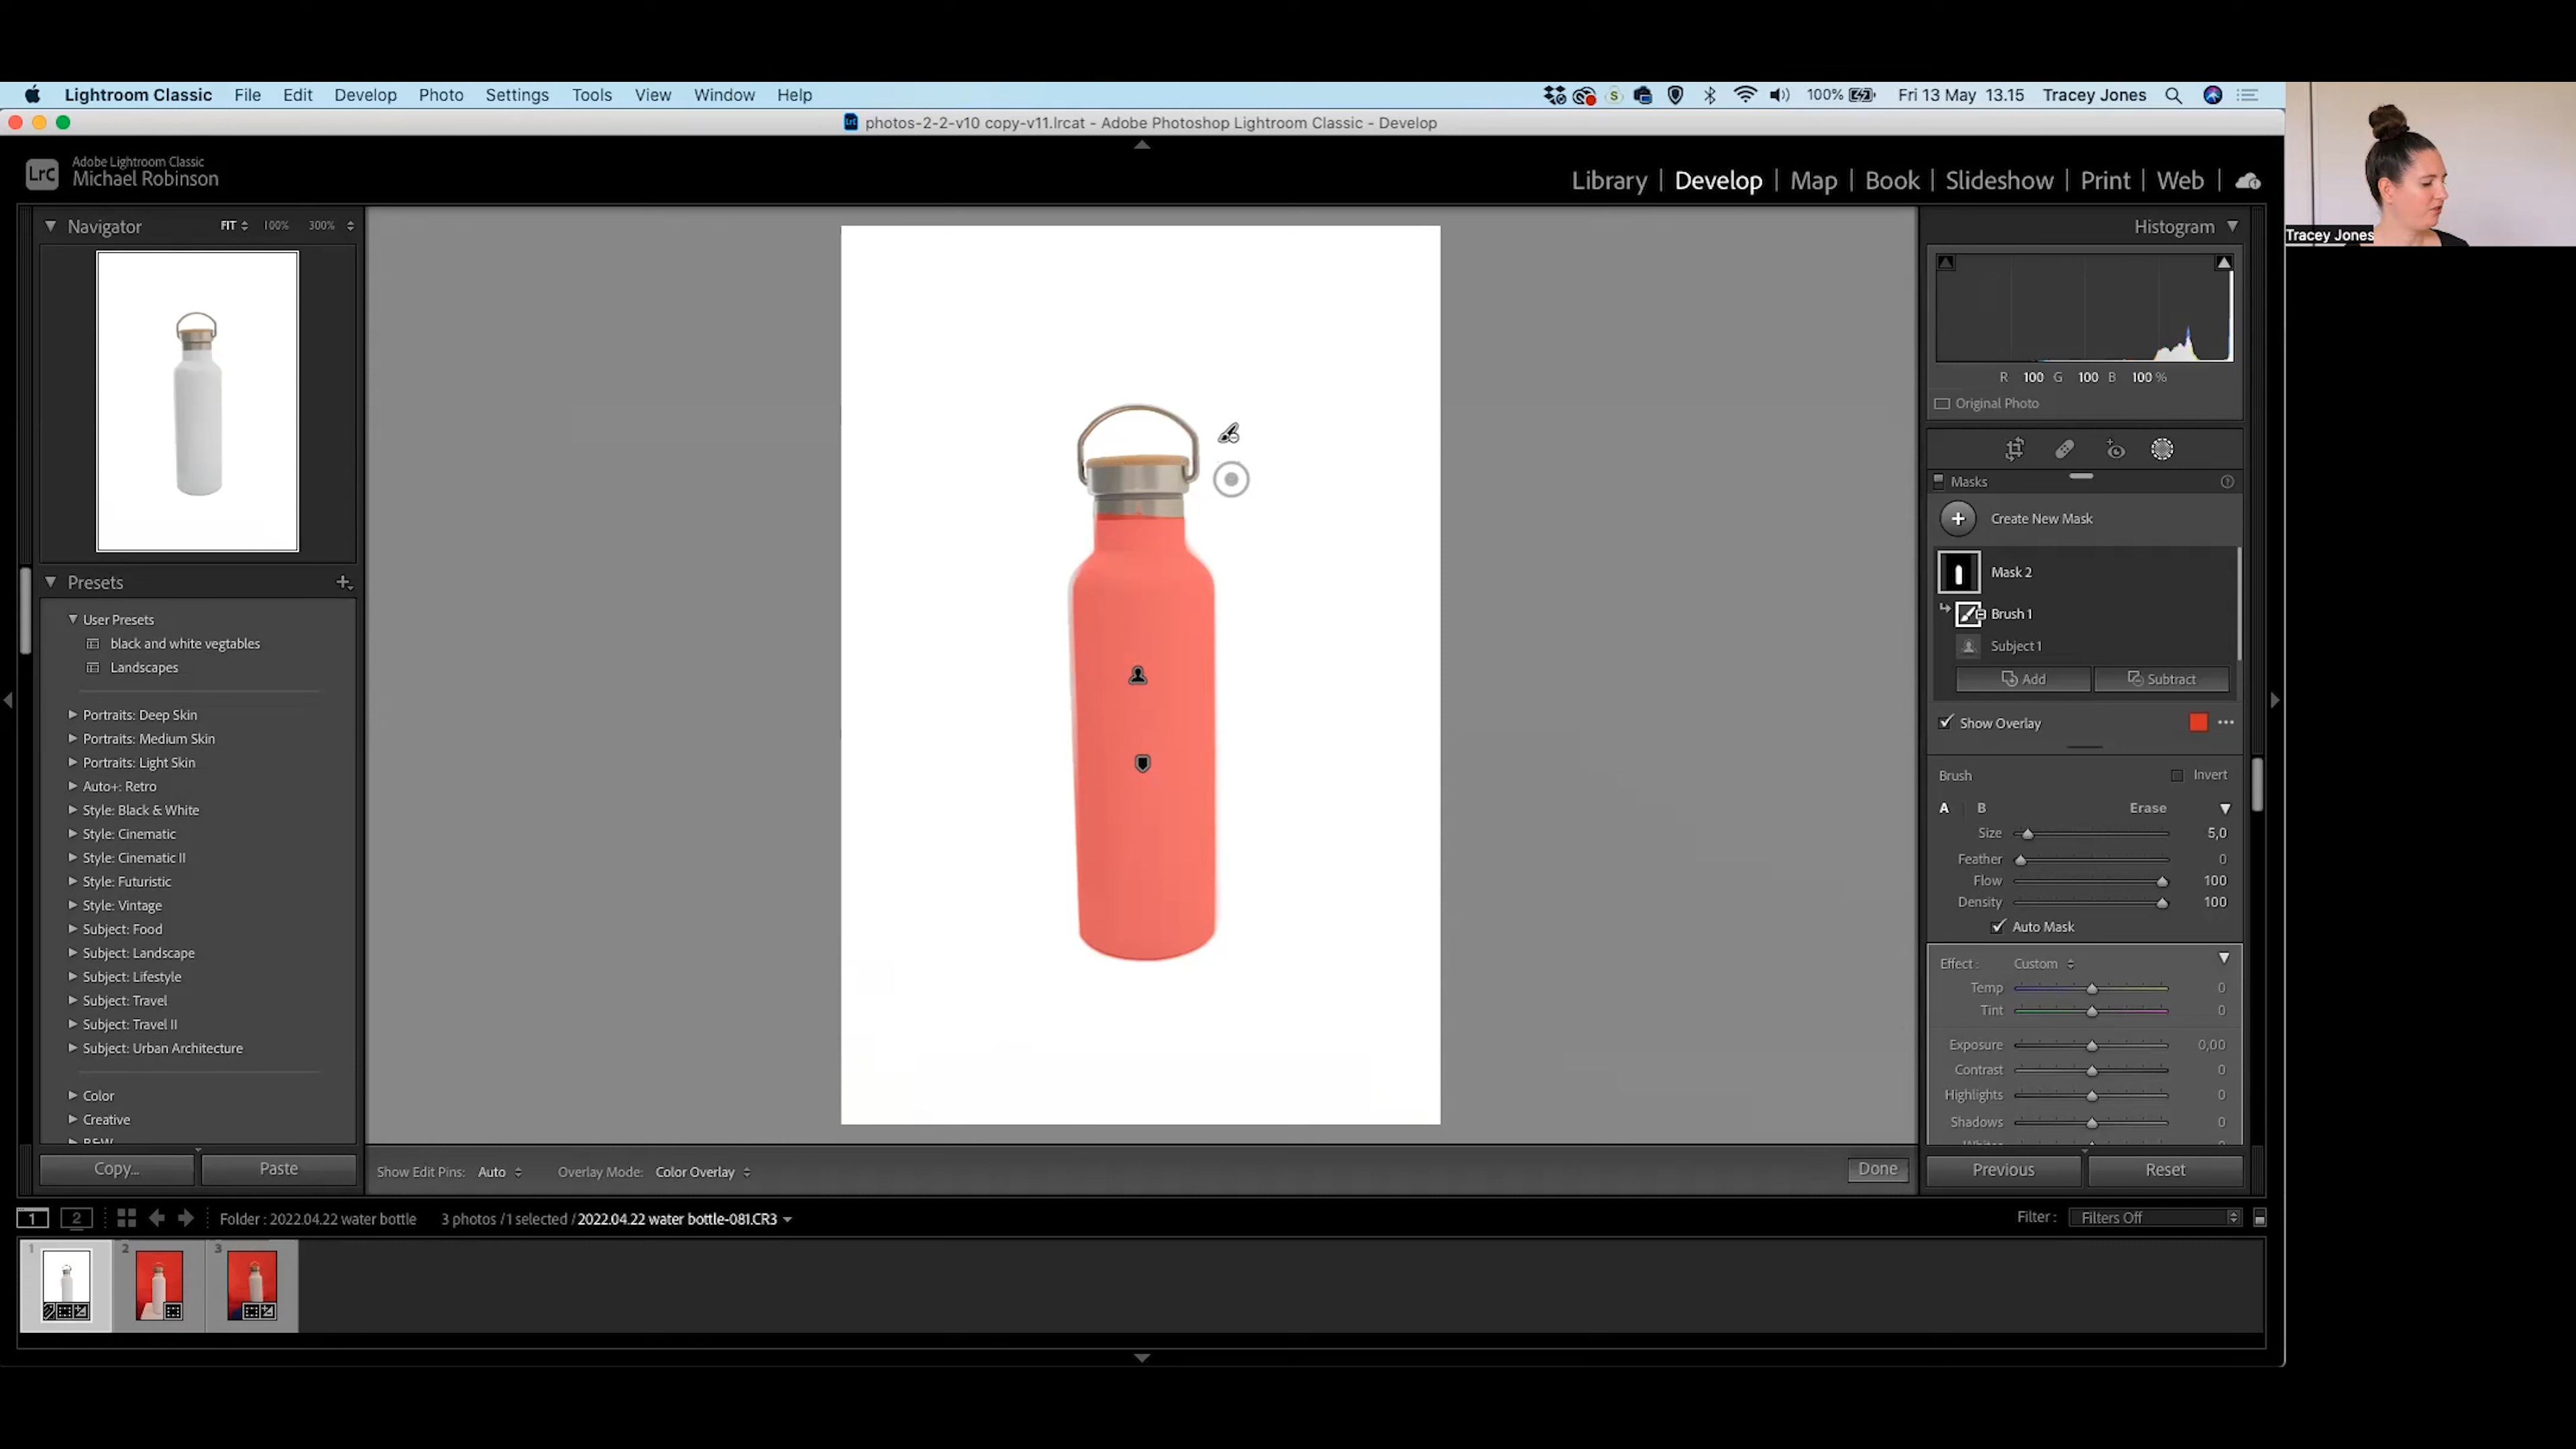 Lightroom Classic File Edit Develop Photo Settings Tools View Window Help
S 100% Fri 13 May 13.15 Tracey Jones
Lrc photos-2-2-v10 copy-v11.lrcat - Adobe Photoshop Lightroom Classic - Develop
LrC Adobe Lightroom Classic
Michael Robinson
Library | Develop | Map | Book | Slideshow | Print | Web
Tracey Jones
Navigator FIT 100% 300%
Presets
User Presets
black and white vegtables
Landscapes
Portraits: Deep Skin
Portraits: Medium Skin
Portraits: Light Skin
Auto+: Retro
Style: Black & White
Style: Cinematic
Style: Cinematic II
Style: Futuristic
Style: Vintage
Subject: Food
Subject: Landscape
Subject: Lifestyle
Subject: Travel
Subject: Travel II
Subject: Urban Architecture
Color
Creative
B&W
Copy... Paste
Show Edit Pins: Auto Overlay Mode: Color Overlay Done
Histogram
R 100 G 100 B 100 %
Original Photo
Masks
Create New Mask
Mask 2
Brush 1
Subject 1
Add Subtract
Show Overlay
Brush Invert
A B Erase
Size 5,0
Feather 0
Flow 100
Density 100
Auto Mask
Effect : Custom
Temp 0
Tint 0
Exposure 0,00
Contrast 0
Highlights 0
Shadows 0
Whites
Previous Reset
1 2 Folder : 2022.04.22 water bottle 3 photos / 1 selected / 2022.04.22 water bottle-081.CR3 Filter : Filters Off
1 2 3